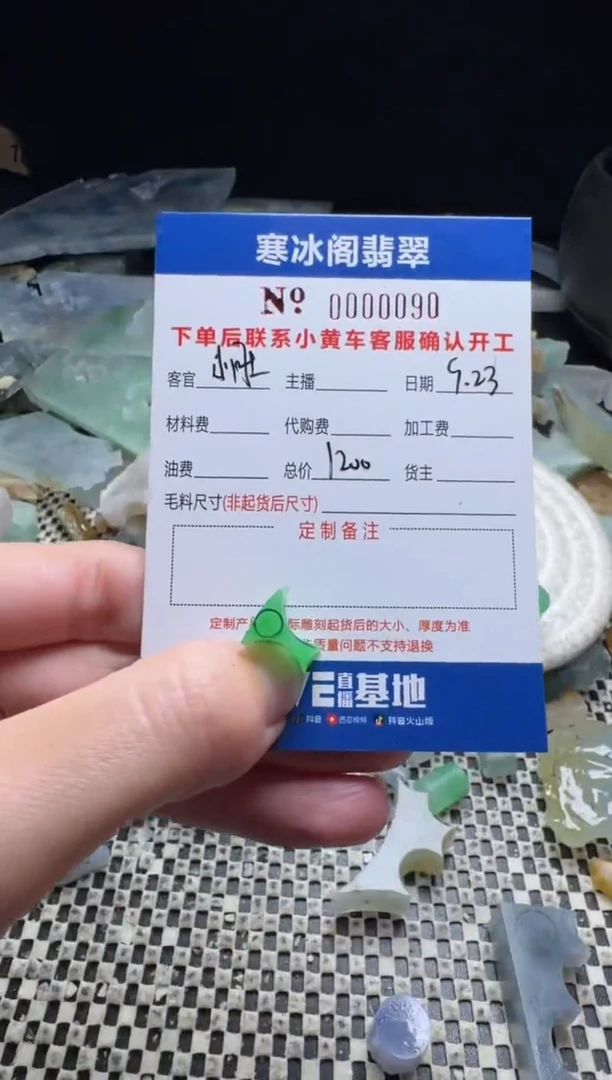 寒冰阁翡翠
Nº 0000090
下单后联系小黄车客服确认开工
客官 主播 日期 9.23
材料费 代购费 加工费
油费 总价 1200 货主
毛料尺寸(非起货后尺寸)
定制备注
定制产 际雕刻起货后的大小、厚度为准
质量问题不支持退换
直播基地
抖音 抖音火山版